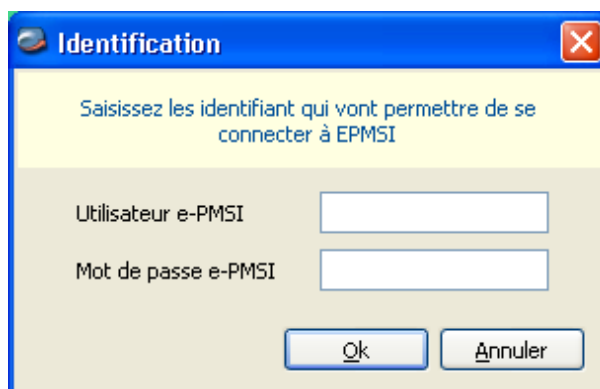 Identification
Saisissez les identifiant qui vont permettre de se
connecter à EPMSI
Utilisateur e-PMSI
Mot de passe e-PMSI
Ok
Annuler